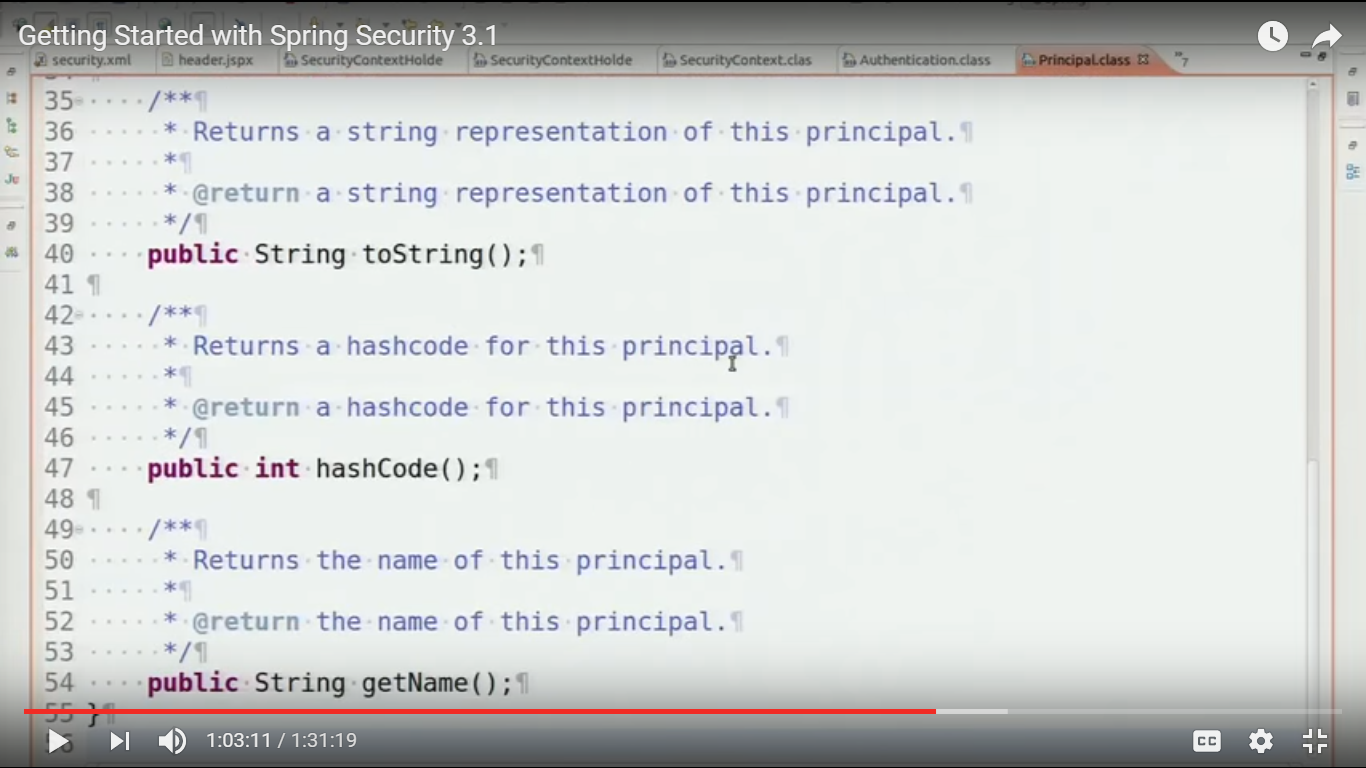 Getting Started with Spring Security 3.1
security.xml header.jspx SecurityContextHolde SecurityContextHolde SecurityContext.clas Authentication.class Principal.class "7
35 /**¶
36 * Returns a string representation of this principal.¶
37 *¶
38 * @return a string representation of this principal.¶
39 */¶
40 public String toString();¶
41 ¶
42 /**¶
43 * Returns a hashcode for this principal.¶
44 *¶
45 * @return a hashcode for this principal.¶
46 */¶
47 public int hashCode();¶
48 ¶
49 /**¶
50 * Returns the name of this principal.¶
51 *¶
52 * @return the name of this principal.¶
53 */¶
54 public String getName();¶
55 }¶
1:03:11 / 1:31:19 CC